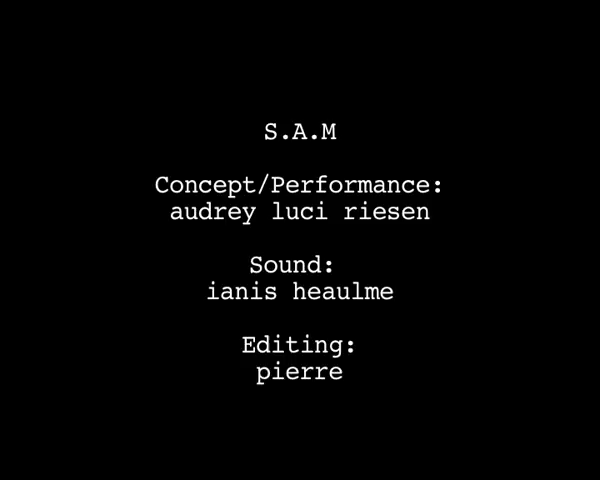 S.A.M
Concept/Performance:
audrey luci riesen
Sound:
ianis heaulme
Editing:
pierre